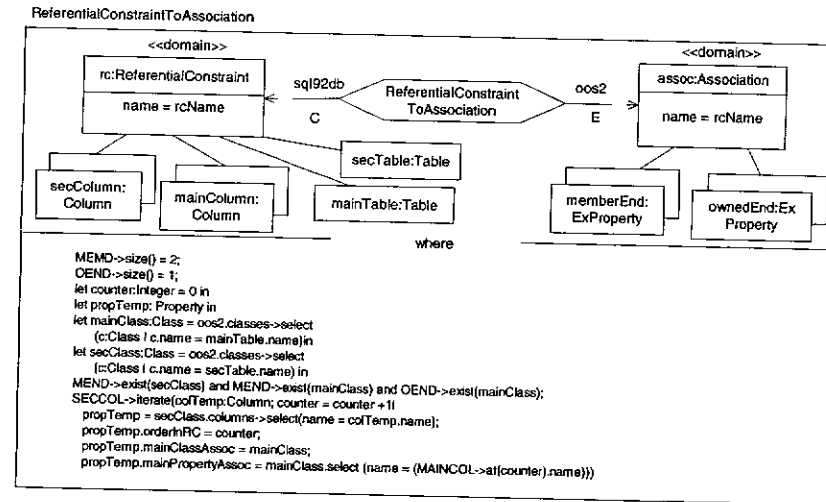 ReferentialConstraintToAssociation
<<domain>>
<<domain>>
rc:ReferentialConstraint
name = rcName
sql92db
C
ReferentialConstraint
ToAssociation
oos2
E
assoc:Association
name = rcName
secColumn:
Column
mainColumn:
Column
secTable:Table
mainTable:Table
memberEnd:
ExProperty
ownedEnd:Ex
Property
where
MEMD->size() = 2;
OEND->size() = 1;
let counter:Integer = 0 in
let propTemp: Property in
let mainClass:Class = oos2.classes->select
(c:Class | c.name = mainTable.name)in
let secClass:Class = oos2.classes->select
(c:Class | c.name = secTable.name) in
MEND->exist(secClass) and MEND->exist(mainClass) and OEND->exist(mainClass);
SECCOL->iterate(colTemp:Column; counter = counter +1|
propTemp = secClass.columns->select(name = colTemp.name);
propTemp.orderInRC = counter;
propTemp.mainClassAssoc = mainClass;
propTemp.mainPropertyAssoc = mainClass.select (name = (MAINCOL->at(counter).name)))